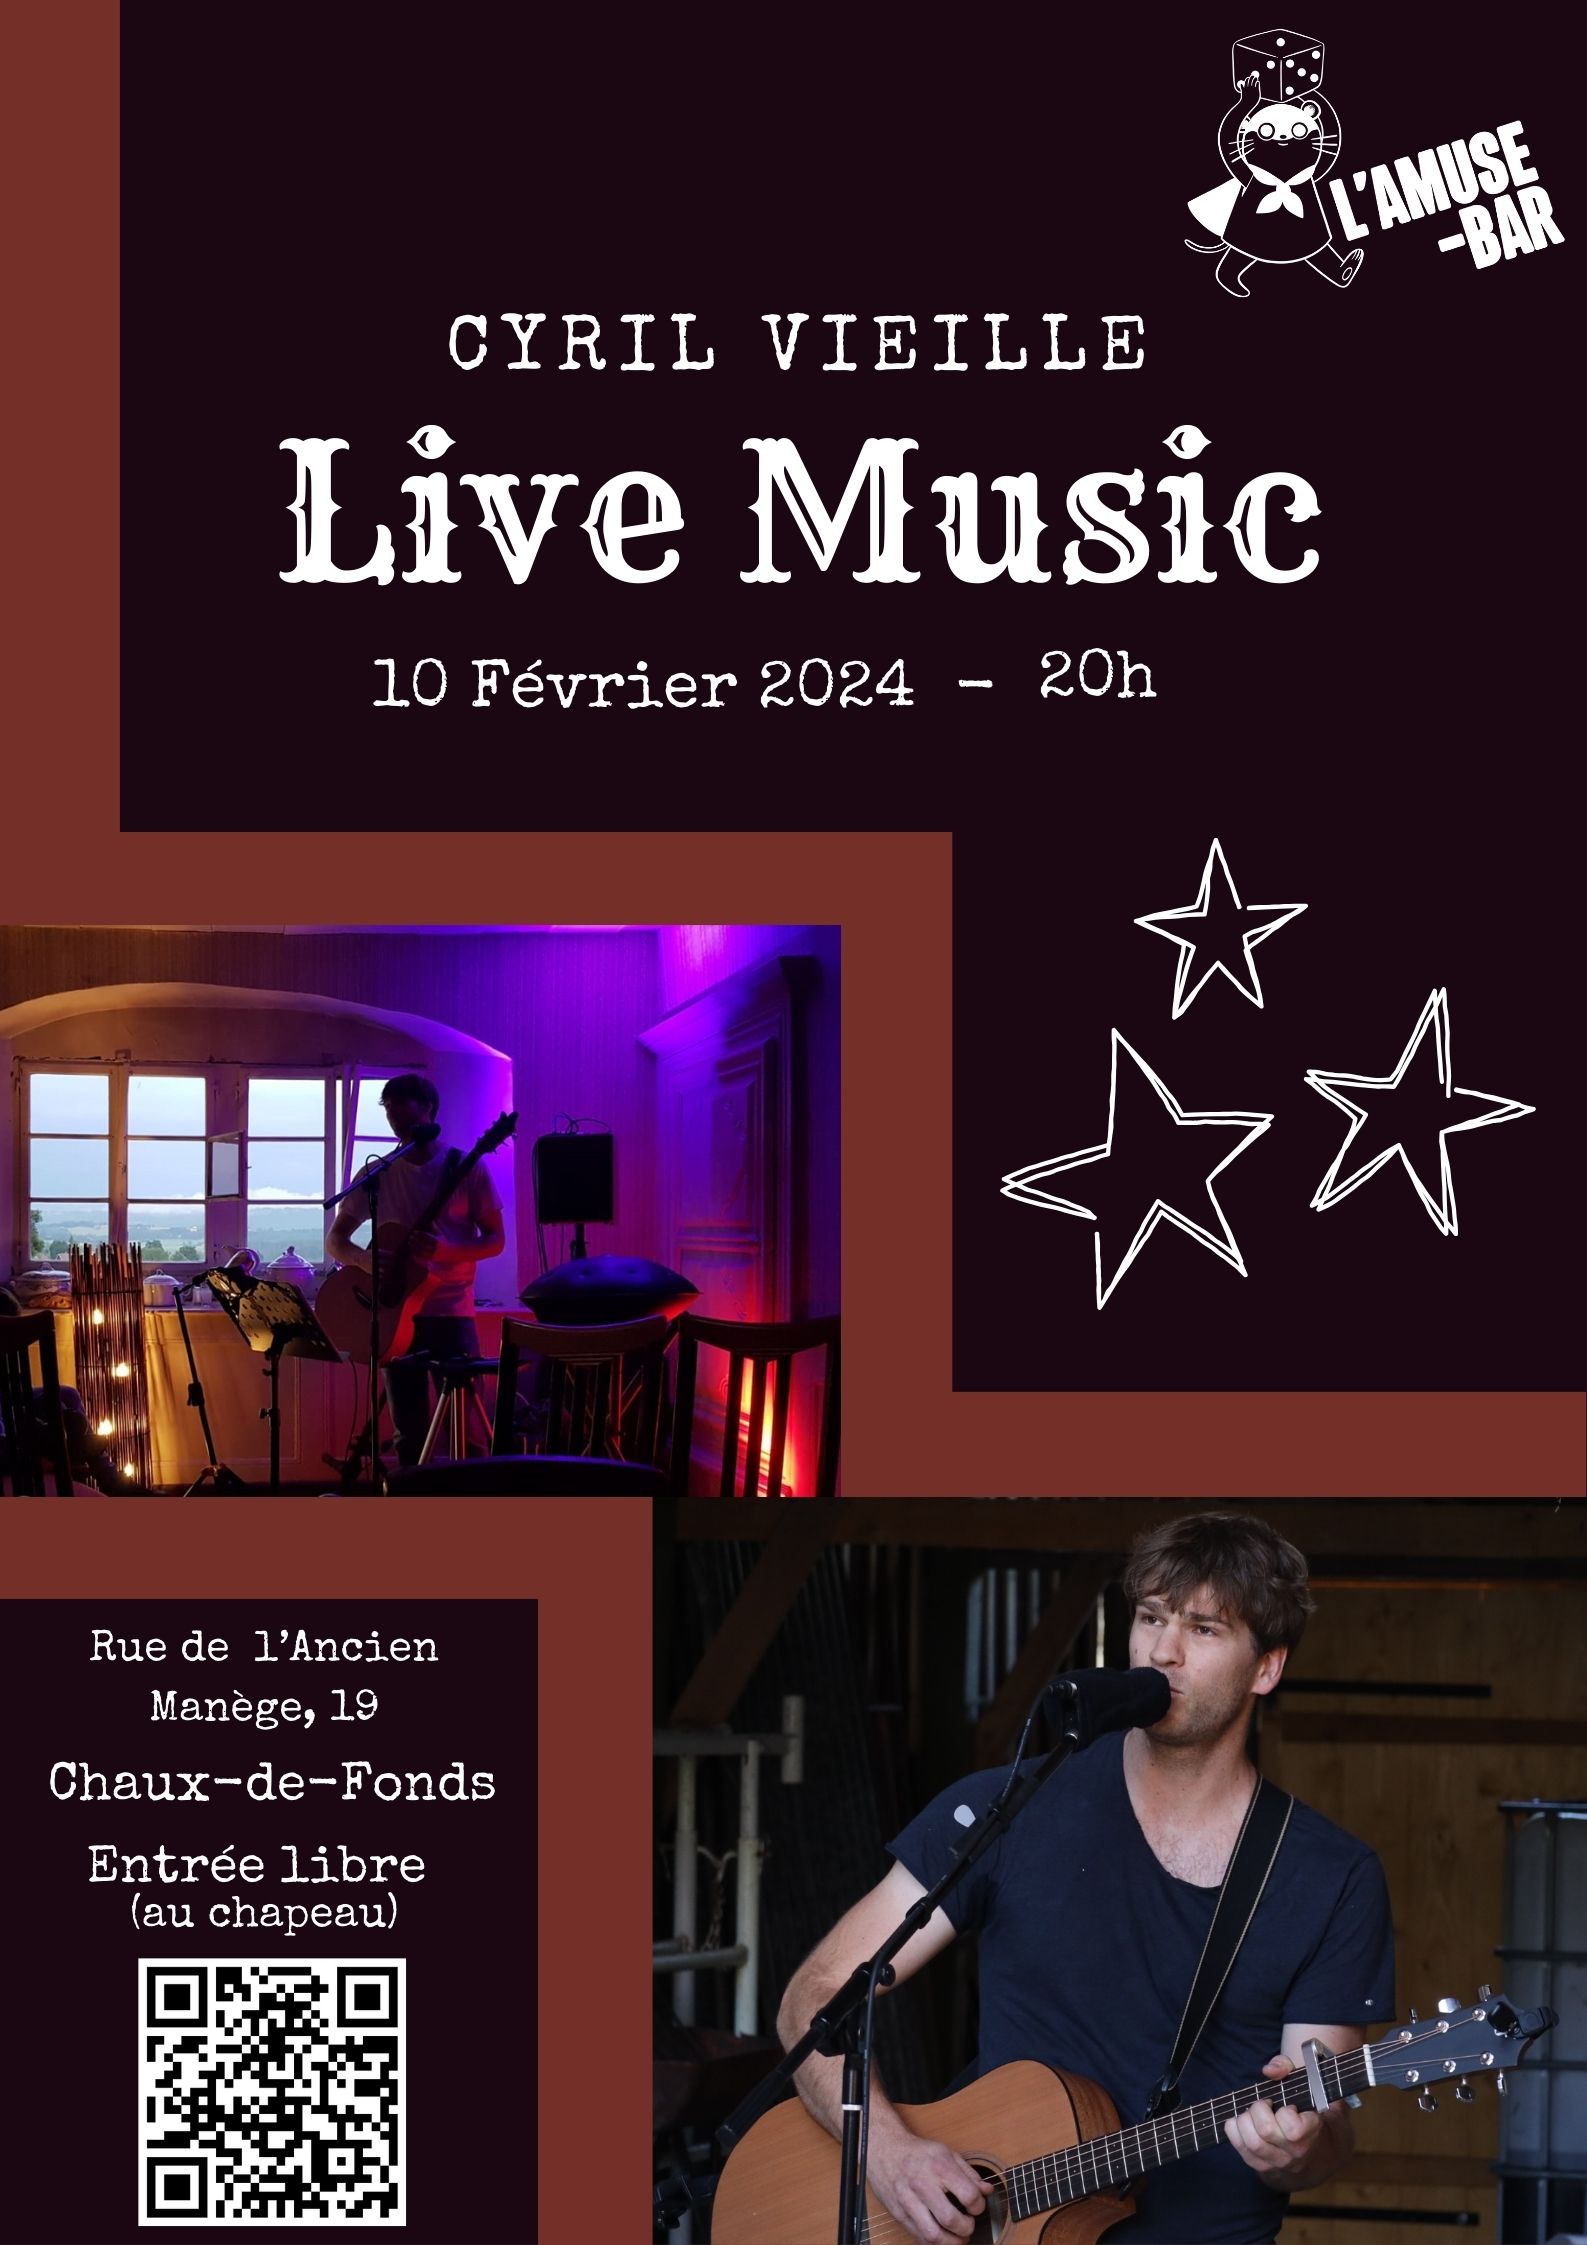 L'AMUSE
-BAR
CYRIL VIEILLE
Live Music
10 Février 2024 - 20h
Rue de l'Ancien
Manège, 19
Chaux-de-Fonds
Entrée libre
(au chapeau)